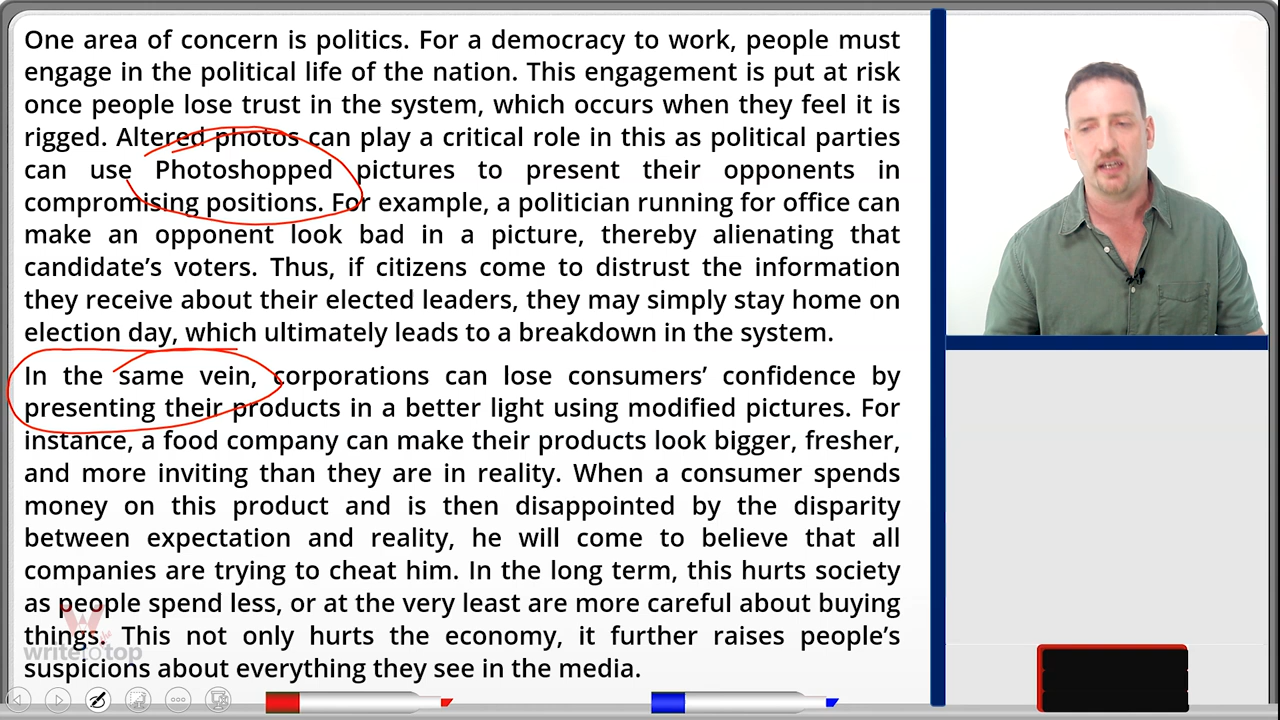 One area of concern is politics. For a democracy to work, people must
engage in the political life of the nation. This engagement is put at risk
once people lose trust in the system, which occurs when they feel it is
rigged. Altered photos can play a critical role in this as political parties
can use Photoshopped pictures to present their opponents in
compromising positions. For example, a politician running for office can
make an opponent look bad in a picture, thereby alienating that
candidate’s voters. Thus, if citizens come to distrust the information
they receive about their elected leaders, they may simply stay home on
election day, which ultimately leads to a breakdown in the system.
In the same vein, corporations can lose consumers’ confidence by
presenting their products in a better light using modified pictures. For
instance, a food company can make their products look bigger, fresher,
and more inviting than they are in reality. When a consumer spends
money on this product and is then disappointed by the disparity
between expectation and reality, he will come to believe that all
companies are trying to cheat him. In the long term, this hurts society
as people spend less, or at the very least are more careful about buying
things. This not only hurts the economy, it further raises people’s
suspicions about everything they see in the media.
writetotop